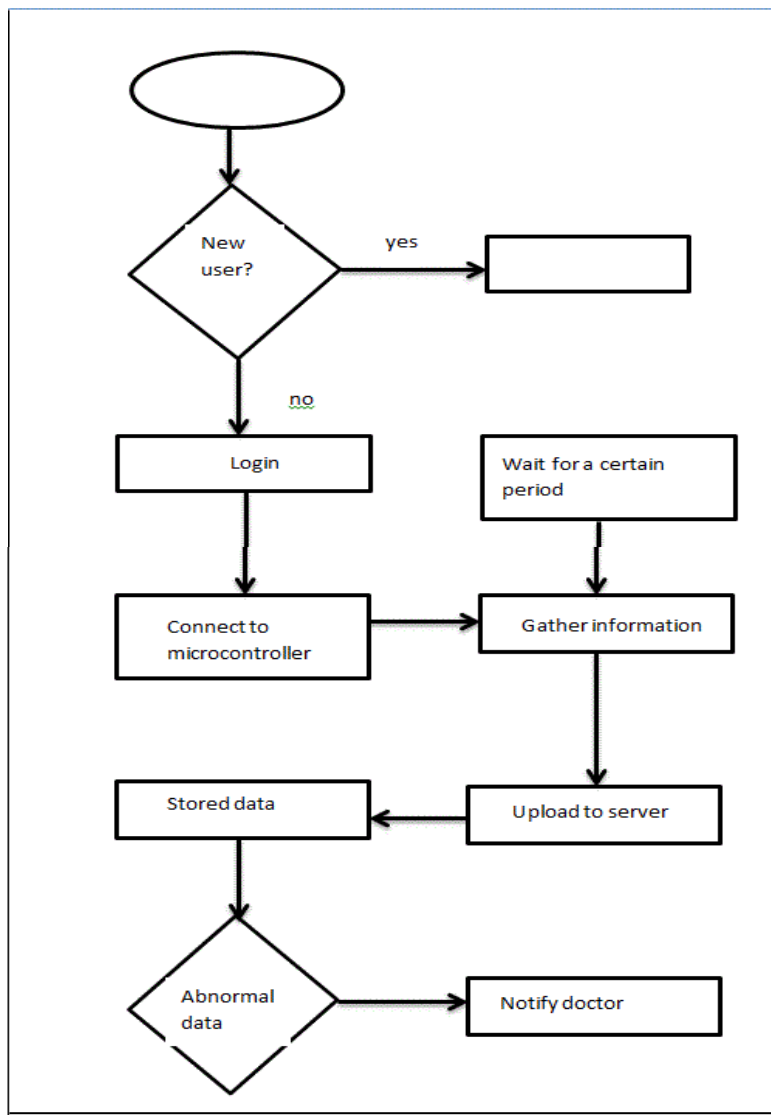 New
user?
yes
no
Login
Wait for a certain
period
Connect to
microcontroller
Gather information
Stored data
Upload to server
Abnormal
data
Notify doctor